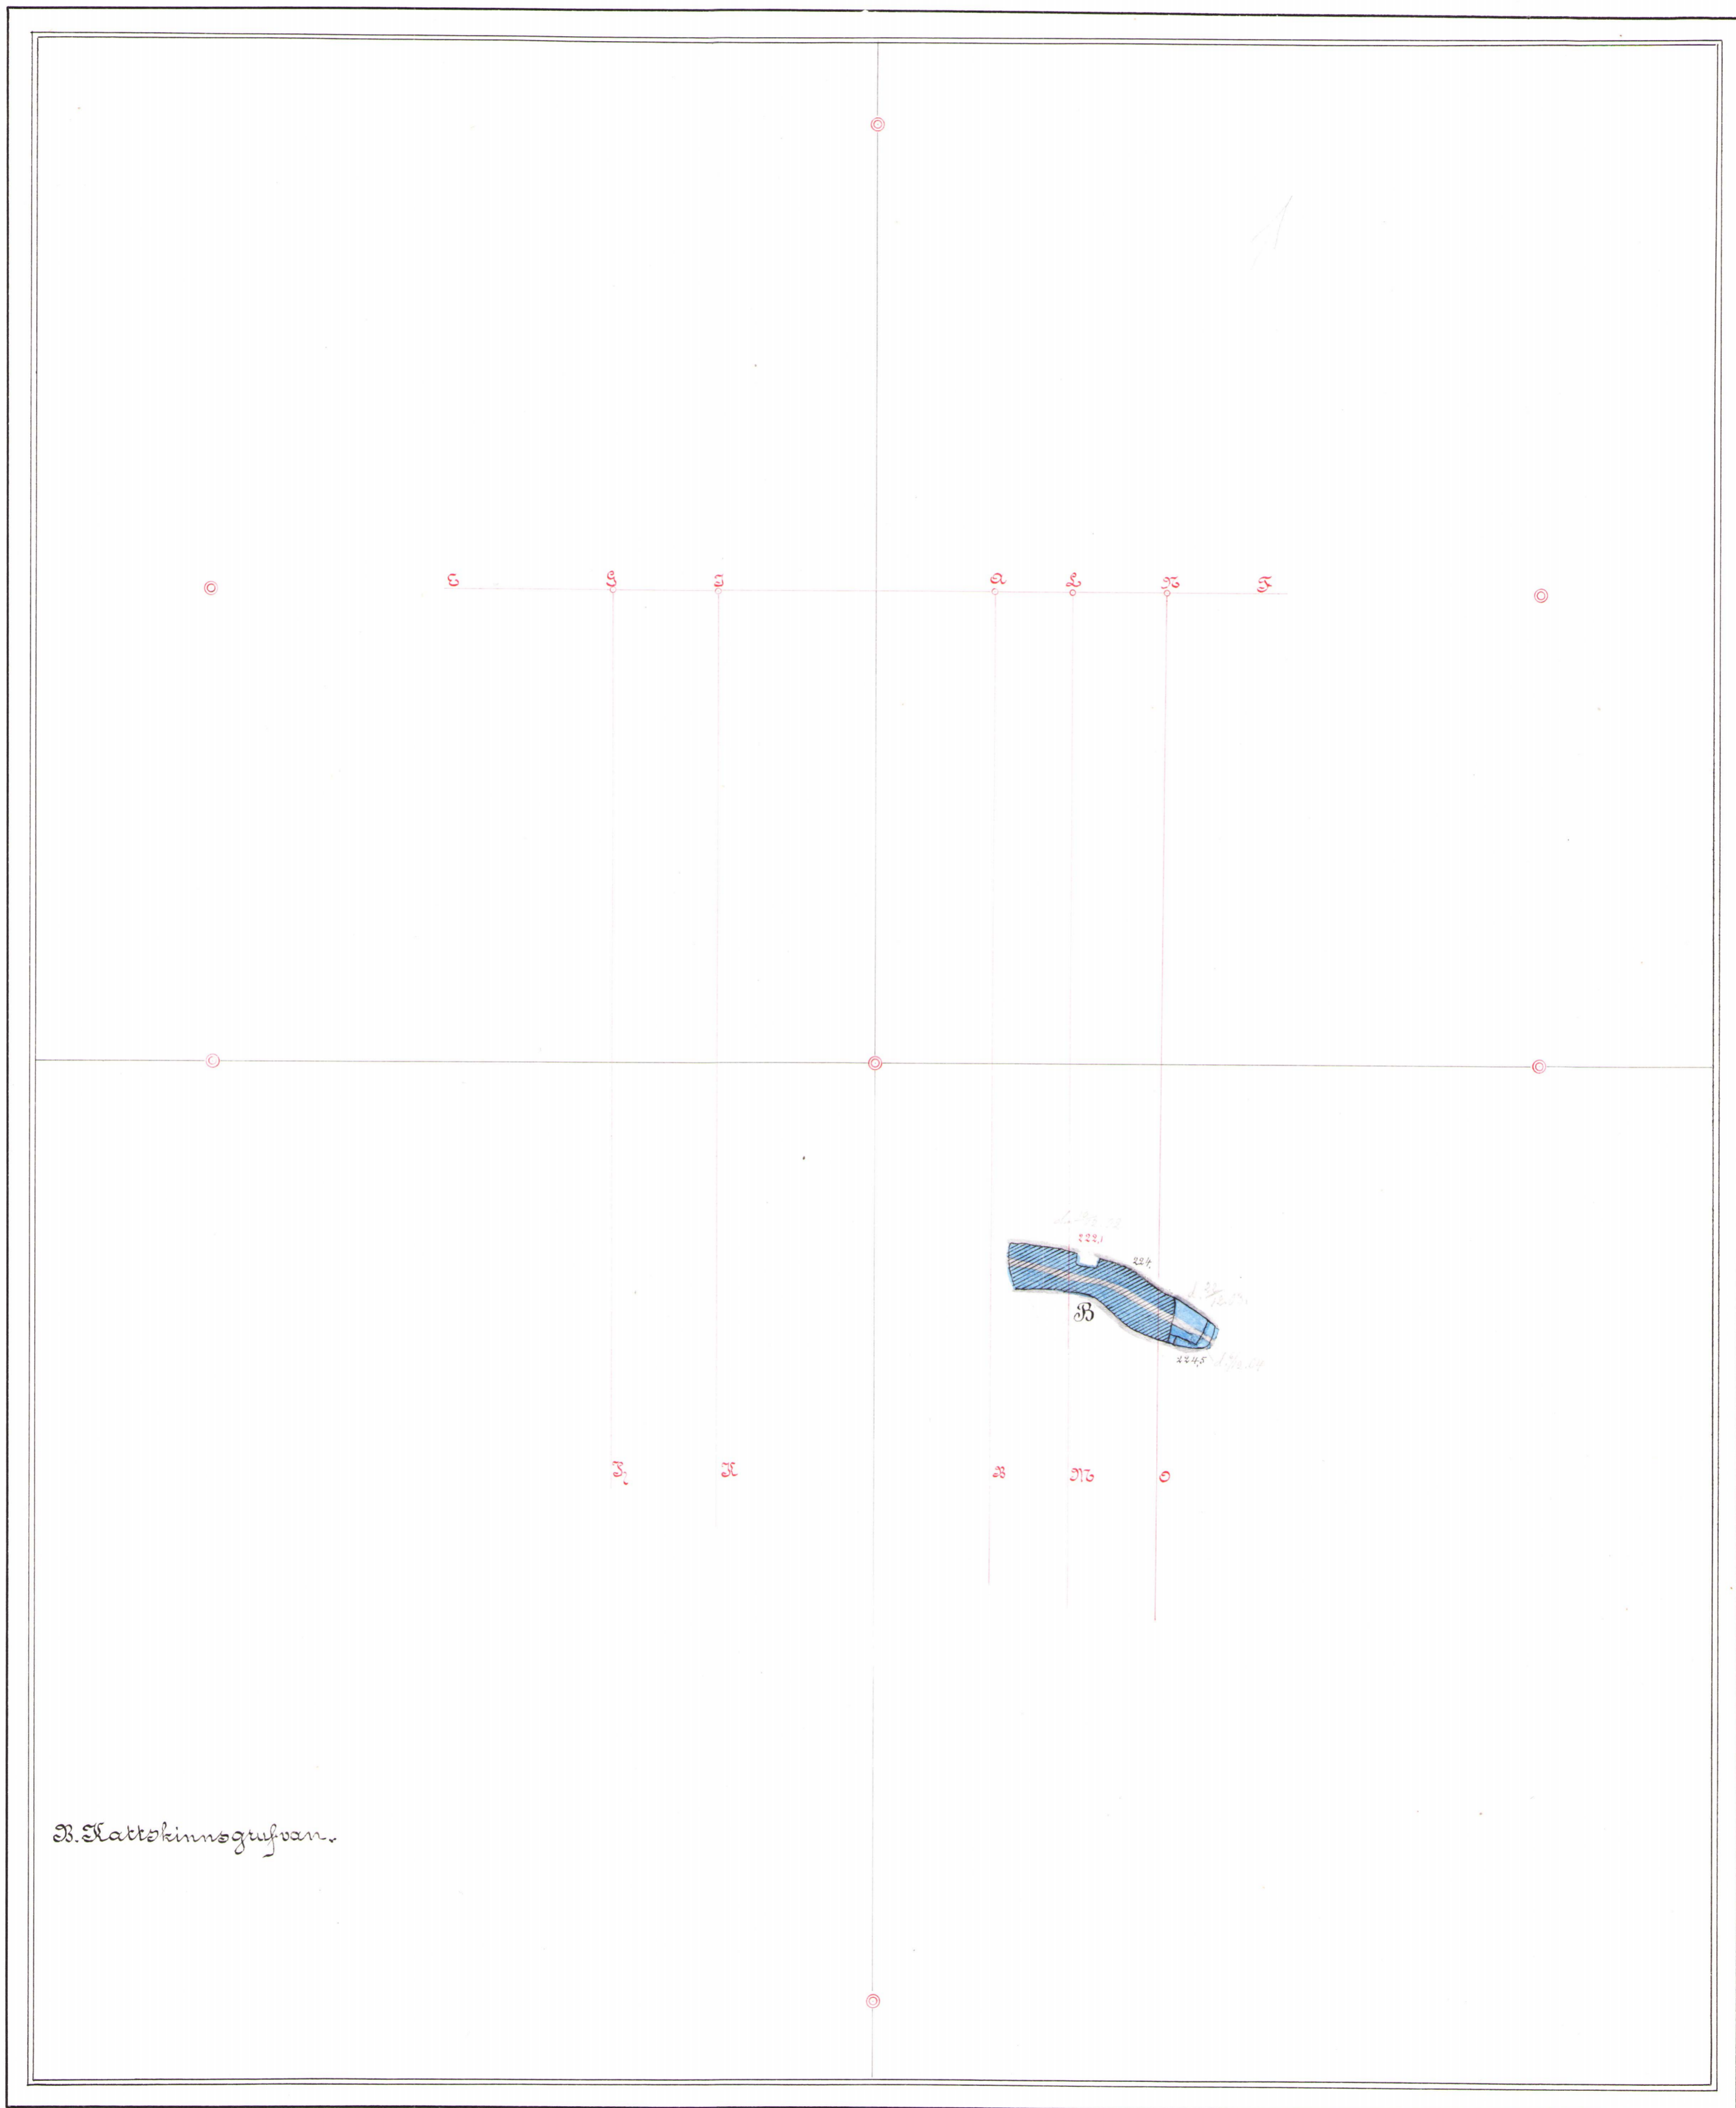 E G I A L N F
222,1
224,
B
224,5
H K B M O
B. Kattskinnsgrufvan.